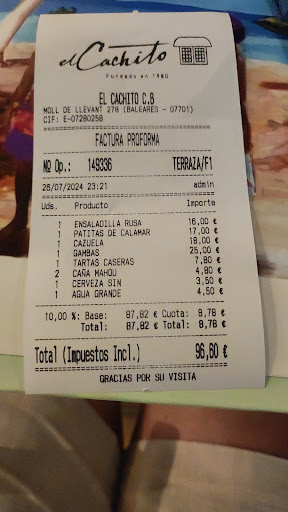 el Cachito
Fundado en 1980
EL CACHITO C.B
MOLL DE LLEVANT 278 (BALEARES - 07701)
CIF: E-07280258
FACTURA PROFORMA
Nº Op.: 149336 TERRAZA/F1
28/07/2024 23:21 admin
Uds. Producto Importe
1 ENSALADILLA RUSA 16,00 €
1 PATITAS DE CALAMAR 17,00 €
1 CAZUELA 18,00 €
1 GAMBAS 25,00 €
1 TARTAS CASERAS 7,80 €
2 CAÑA MAHOU 4,80 €
1 CERVEZA SIN 3,50 €
1 AGUA GRANDE 4,50 €
10,00 %: Base: 87,82 € Cuota: 8,78 €
Total: 87,82 € Total: 8,78 €
Total (Impuestos Incl.) 96,60 €
GRACIAS POR SU VISITA